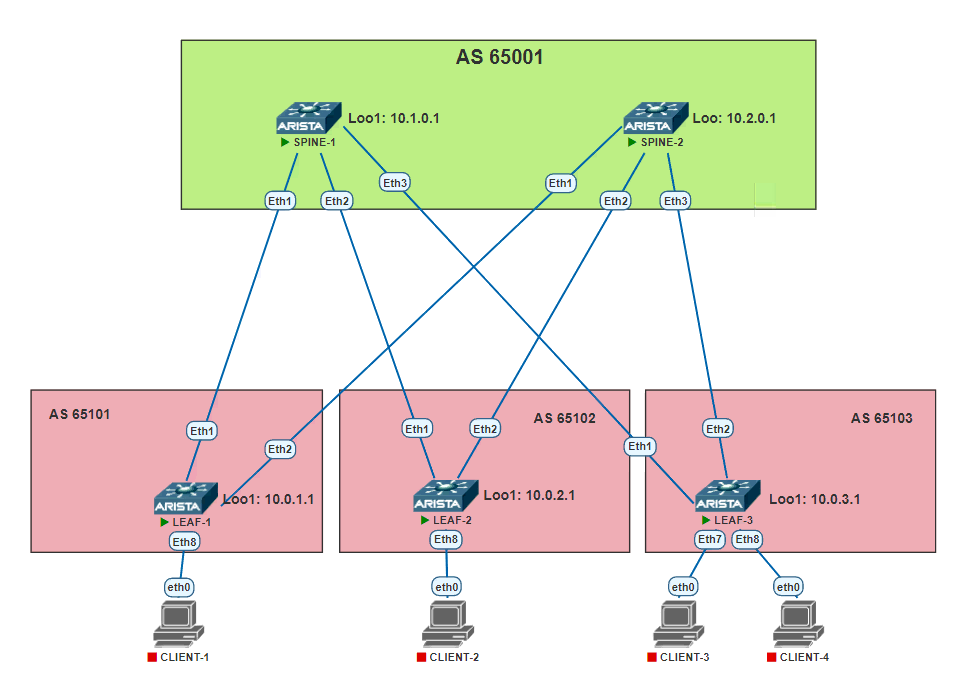 AS 65001
ARISTA
Loo1: 10.1.0.1
SPINE-1
ARISTA
Loo: 10.2.0.1
SPINE-2
Eth1
Eth2
Eth3
Eth1
Eth2
Eth3
AS 65101
Eth1
Eth2
ARISTA
Loo1: 10.0.1.1
LEAF-1
Eth8
AS 65102
Eth1
Eth2
ARISTA
Loo1: 10.0.2.1
LEAF-2
Eth8
AS 65103
Eth1
Eth2
ARISTA
Loo1: 10.0.3.1
LEAF-3
Eth7
Eth8
eth0
CLIENT-1
eth0
CLIENT-2
eth0
CLIENT-3
eth0
CLIENT-4